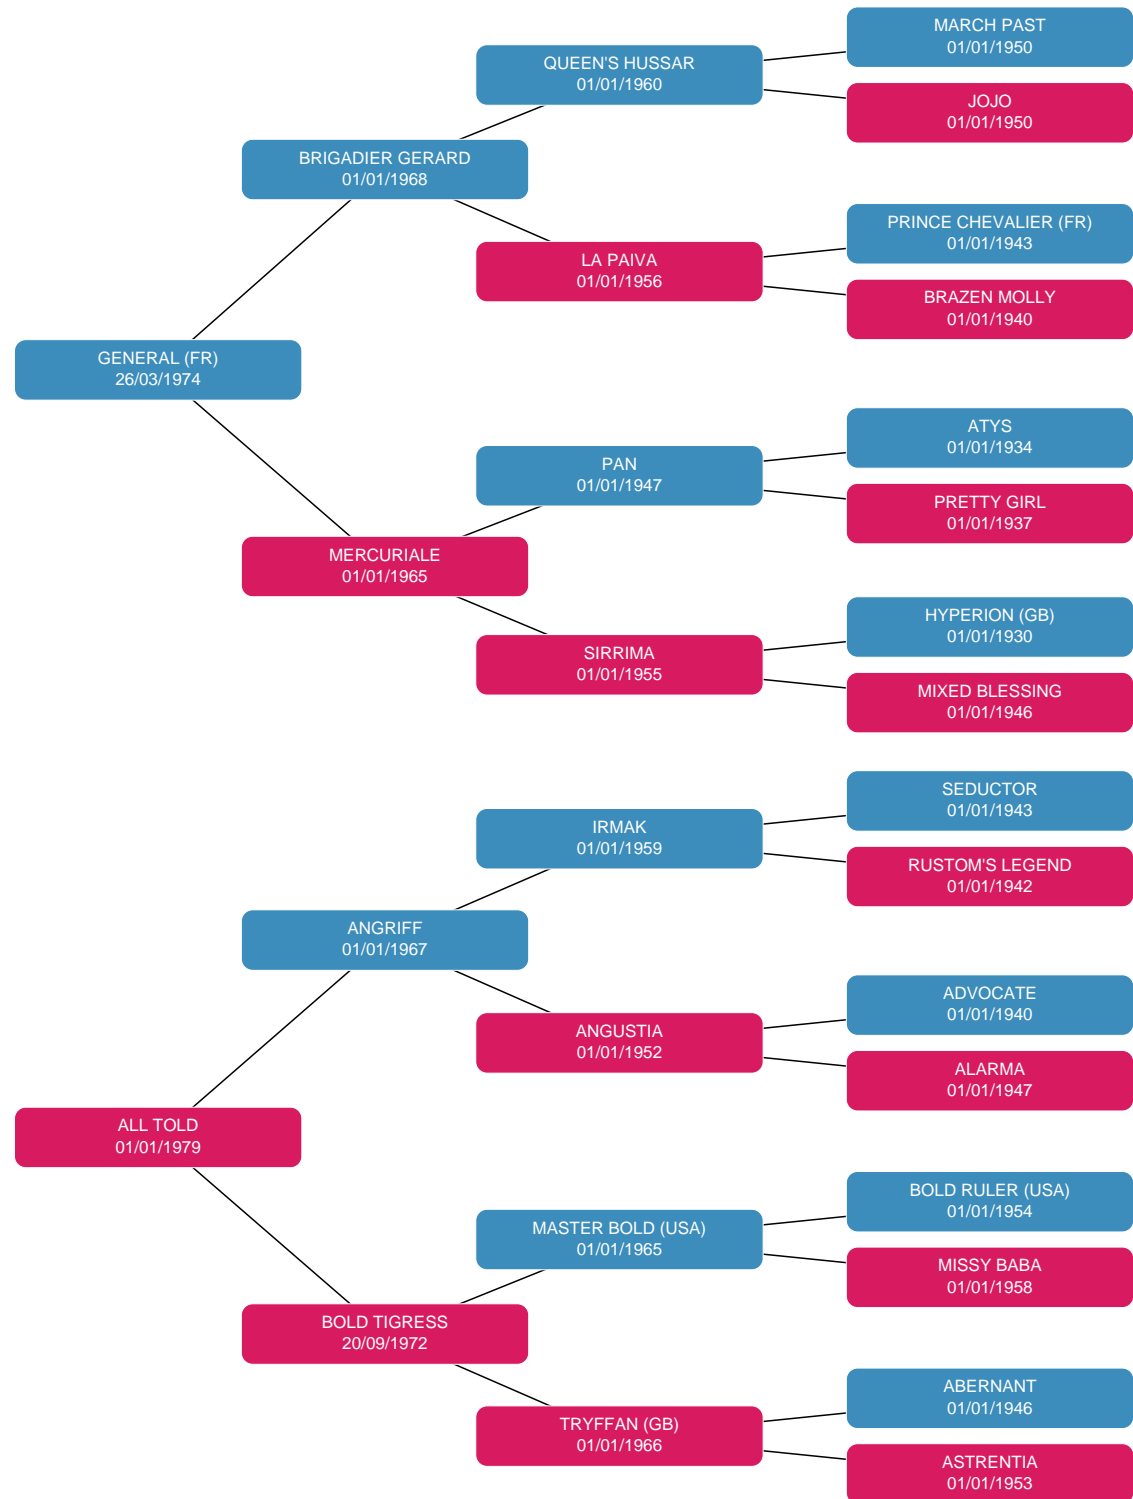 MARCH PAST
01/01/1950
QUEEN'S HUSSAR
01/01/1960
JOJO
01/01/1950
BRIGADIER GERARD
01/01/1968
PRINCE CHEVALIER (FR)
01/01/1943
LA PAIVA
01/01/1956
BRAZEN MOLLY
01/01/1940
GENERAL (FR)
26/03/1974
ATYS
01/01/1934
PAN
01/01/1947
PRETTY GIRL
01/01/1937
MERCURIALE
01/01/1965
HYPERION (GB)
01/01/1930
SIRRIMA
01/01/1955
MIXED BLESSING
01/01/1946
SEDUCTOR
01/01/1943
IRMAK
01/01/1959
RUSTOM'S LEGEND
01/01/1942
ANGRIFF
01/01/1967
ADVOCATE
01/01/1940
ANGUSTIA
01/01/1952
ALARMA
01/01/1947
ALL TOLD
01/01/1979
BOLD RULER (USA)
01/01/1954
MASTER BOLD (USA)
01/01/1965
MISSY BABA
01/01/1958
BOLD TIGRESS
20/09/1972
ABERNANT
01/01/1946
TRYFFAN (GB)
01/01/1966
ASTRENTIA
01/01/1953